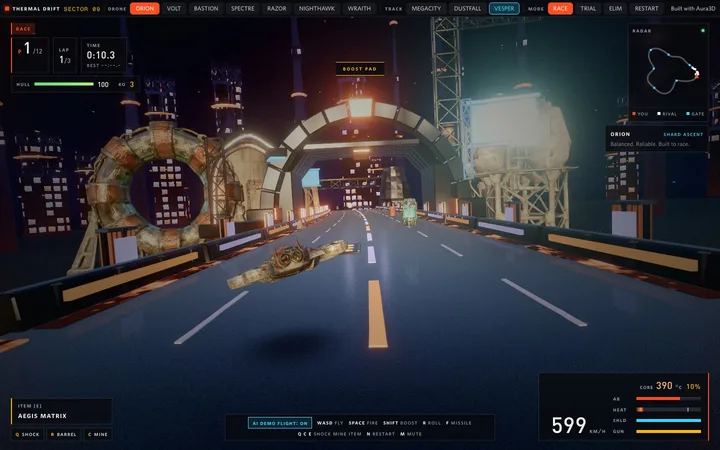 THERMAL DRIFT SECTOR 09 DRONE ORION VOLT BASTION SPECTRE RAZOR NIGHTHAWK WRAITH TRACK MEGACITY DUSTFALL VESPER MODE RACE TRIAL ELIM RESTART Built with Aura3D
RACE
P 1 /12
LAP
1/3
TIME
0:10.3
BEST --:--.-
HULL 100 KO 3
BOOST PAD
RADAR
YOU RIVAL GATE
ORION SHARD ASCENT
Balanced. Reliable. Built to race.
ITEM [E]
AEGIS MATRIX
Q SHOCK R BARREL C MINE
AI DEMO FLIGHT: ON WASD FLY SPACE FIRE SHIFT BOOST R ROLL F MISSILE
Q C E SHOCK MINE ITEM N RESTART M MUTE
CORE 390 °C 10%
599 KM/H
AB
HEAT
SHLD
GUN